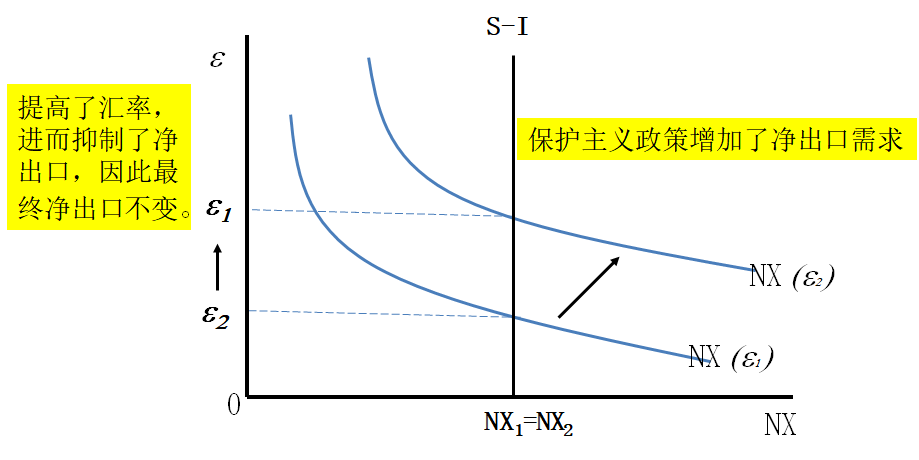 S-I
ε
提高了汇率，
进而抑制了净
出口，因此最
终净出口不变。
保护主义政策增加了净出口需求
ε1
ε2
NX (ε2)
NX (ε1)
0
NX1=NX2
NX